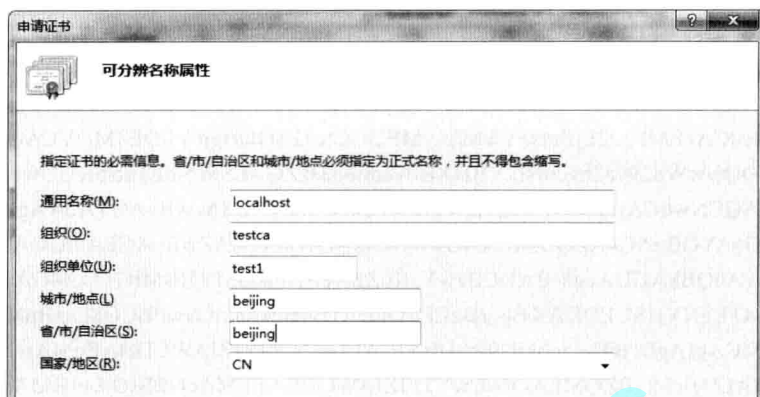 申请证书
可分辨名称属性
指定证书的必需信息。省/市/自治区和城市/地点必须指定为正式名称，并且不得包含缩写。
通用名称(M): localhost
组织(O): testca
组织单位(U): test1
城市/地点(L) beijing
省/市/自治区(S): beijing
国家/地区(R): CN